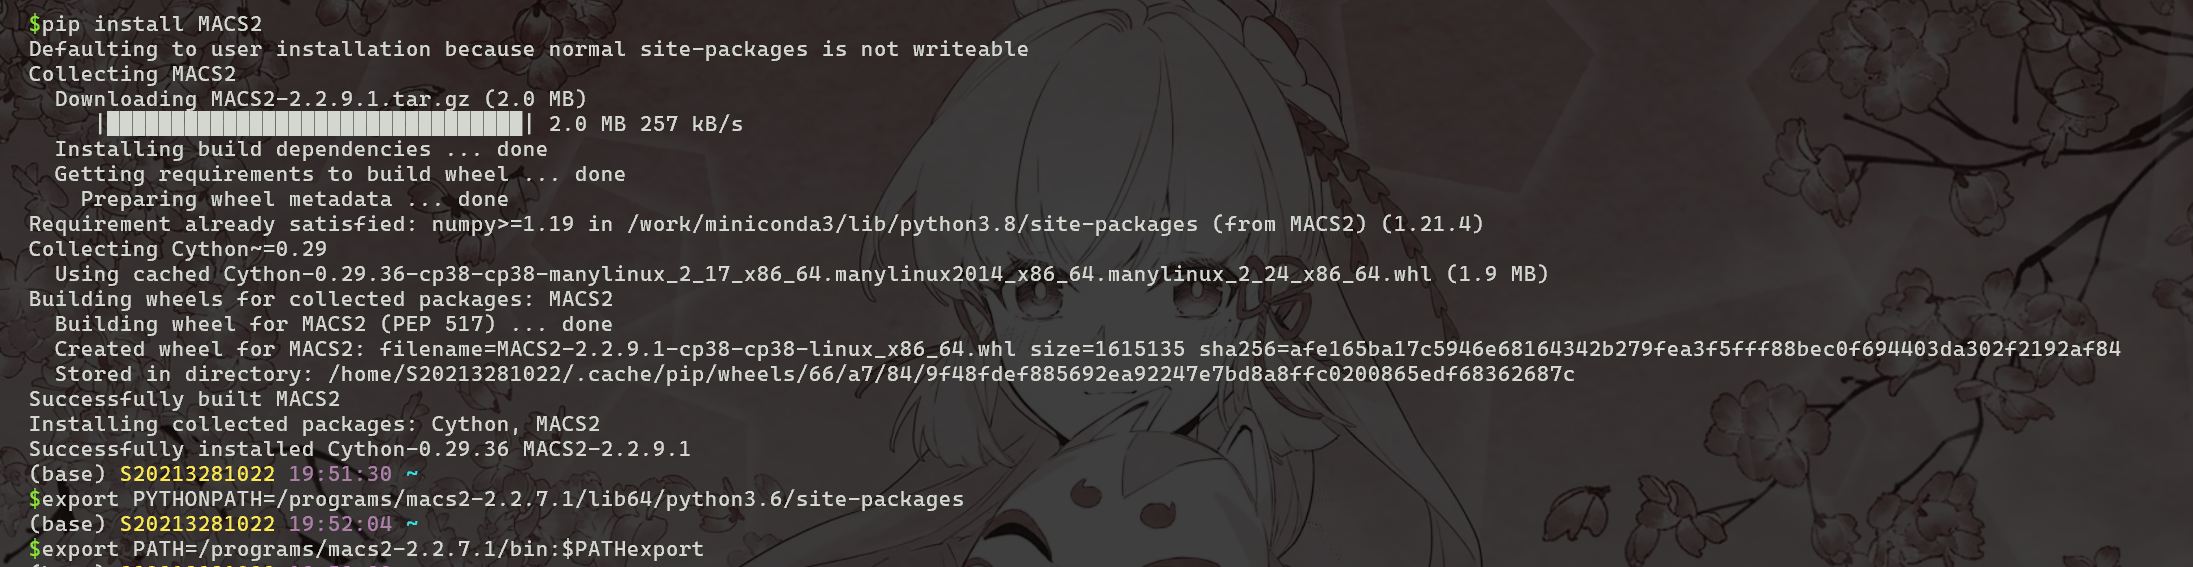 $pip install MACS2
Defaulting to user installation because normal site-packages is not writeable
Collecting MACS2
Downloading MACS2-2.2.9.1.tar.gz (2.0 MB)
|████████████████████████████████| 2.0 MB 257 kB/s
Installing build dependencies ... done
Getting requirements to build wheel ... done
Preparing wheel metadata ... done
Requirement already satisfied: numpy>=1.19 in /work/miniconda3/lib/python3.8/site-packages (from MACS2) (1.21.4)
Collecting Cython~=0.29
Using cached Cython-0.29.36-cp38-cp38-manylinux_2_17_x86_64.manylinux2014_x86_64.manylinux_2_24_x86_64.whl (1.9 MB)
Building wheels for collected packages: MACS2
Building wheel for MACS2 (PEP 517) ... done
Created wheel for MACS2: filename=MACS2-2.2.9.1-cp38-cp38-linux_x86_64.whl size=1615135 sha256=afe165ba17c5946e68164342b279fea3f5fff88bec0f694403da302f2192af84
Stored in directory: /home/S20213281022/.cache/pip/wheels/66/a7/84/9f48fdef885692ea92247e7bd8a8ffc0200865edf68362687c
Successfully built MACS2
Installing collected packages: Cython, MACS2
Successfully installed Cython-0.29.36 MACS2-2.2.9.1
(base) S20213281022 19:51:30 ~
$export PYTHONPATH=/programs/macs2-2.2.7.1/lib64/python3.6/site-packages
(base) S20213281022 19:52:04 ~
$export PATH=/programs/macs2-2.2.7.1/bin:$PATHexport